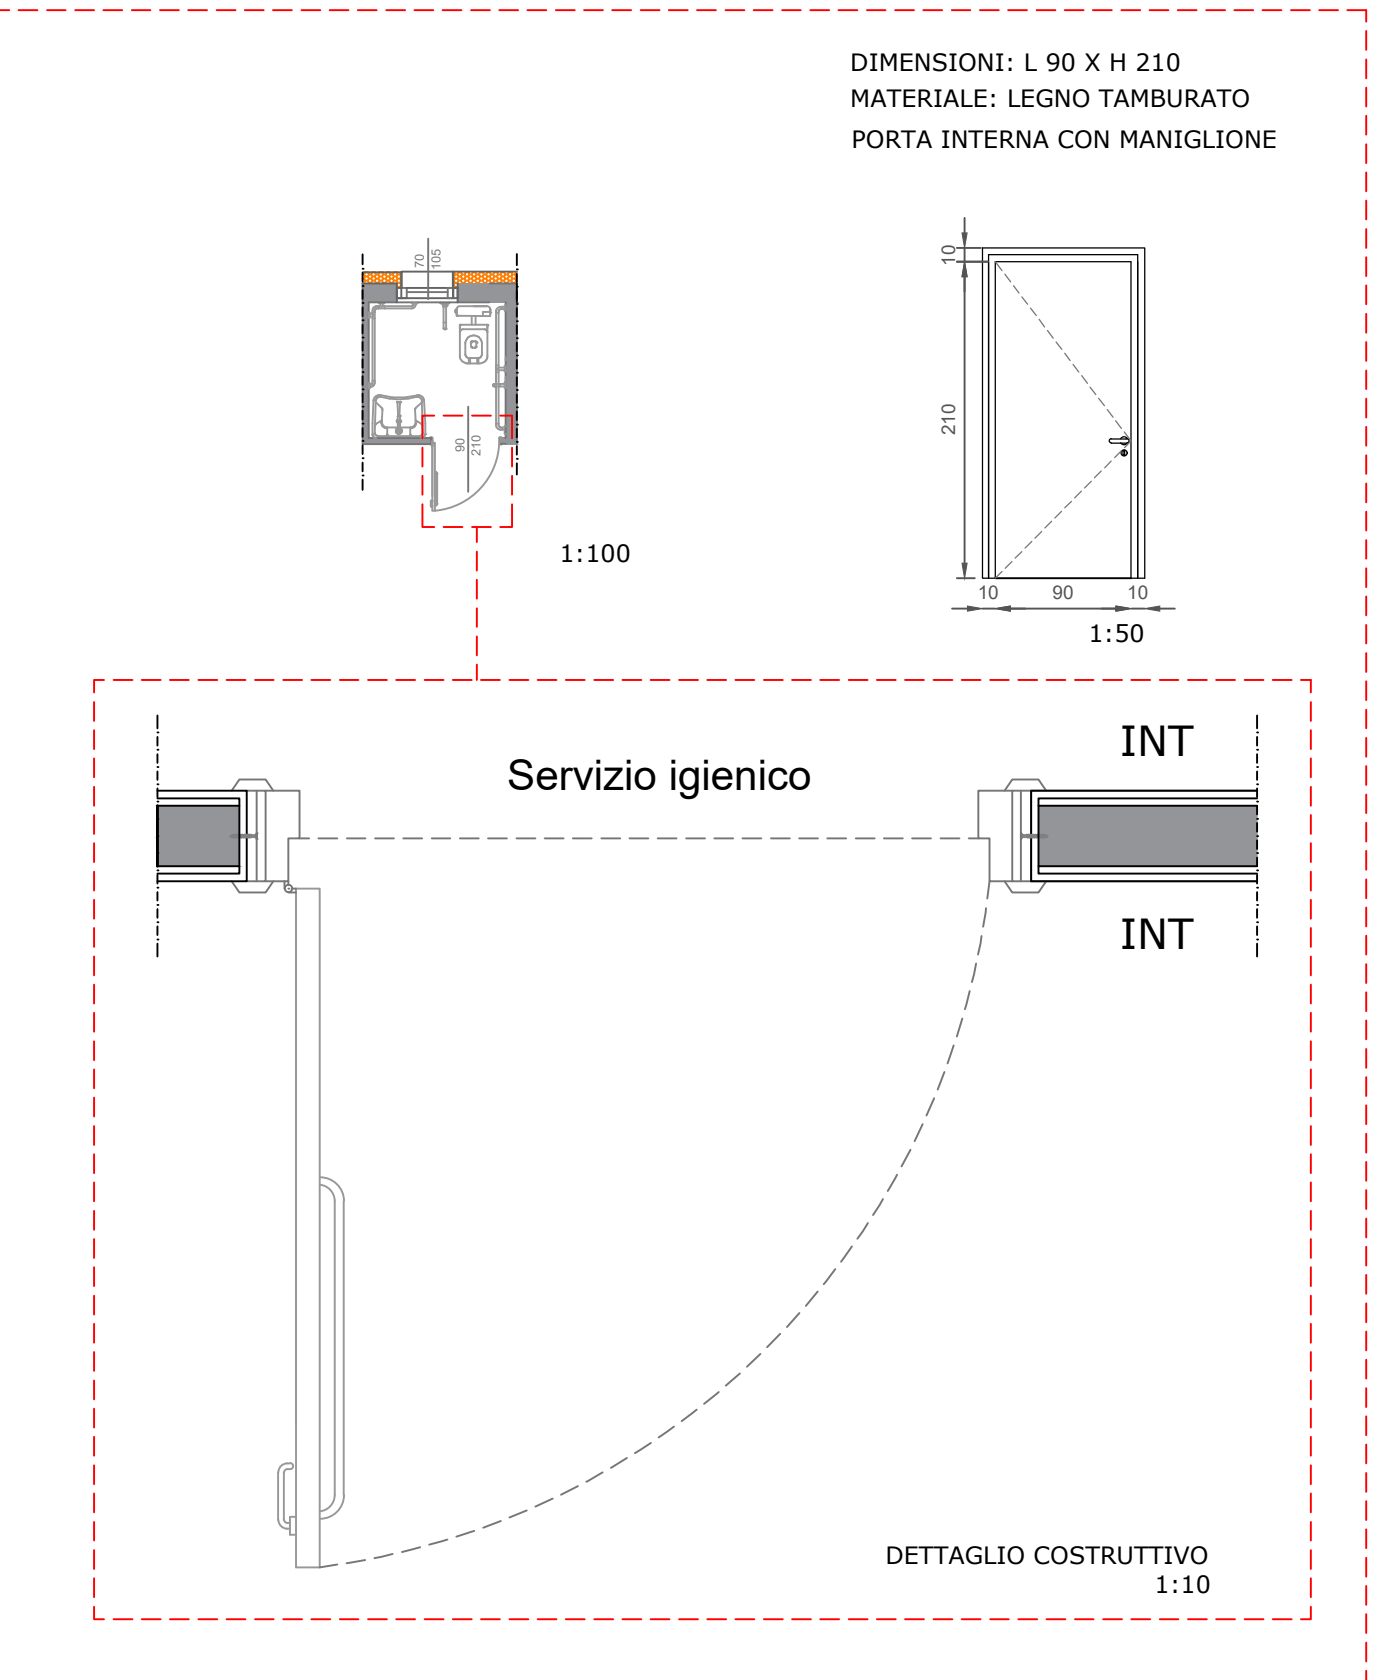 DIMENSIONI: L 90 X H 210
MATERIALE: LEGNO TAMBURATO
PORTA INTERNA CON MANIGLIONE
70
105
90
210
1:100
10
210
10
90
10
1:50
Servizio igienico
INT
INT
DETTAGLIO COSTRUTTIVO
1:10